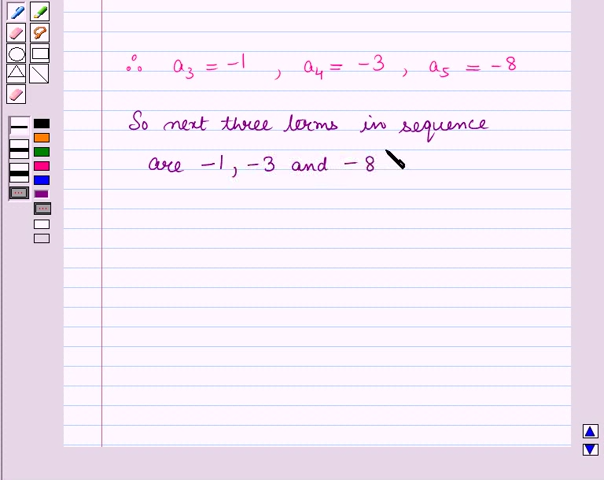 ∴ a₃ = -1 , a₄ = -3 , a₅ = -8
So next three terms in sequence
are -1, -3 and -8